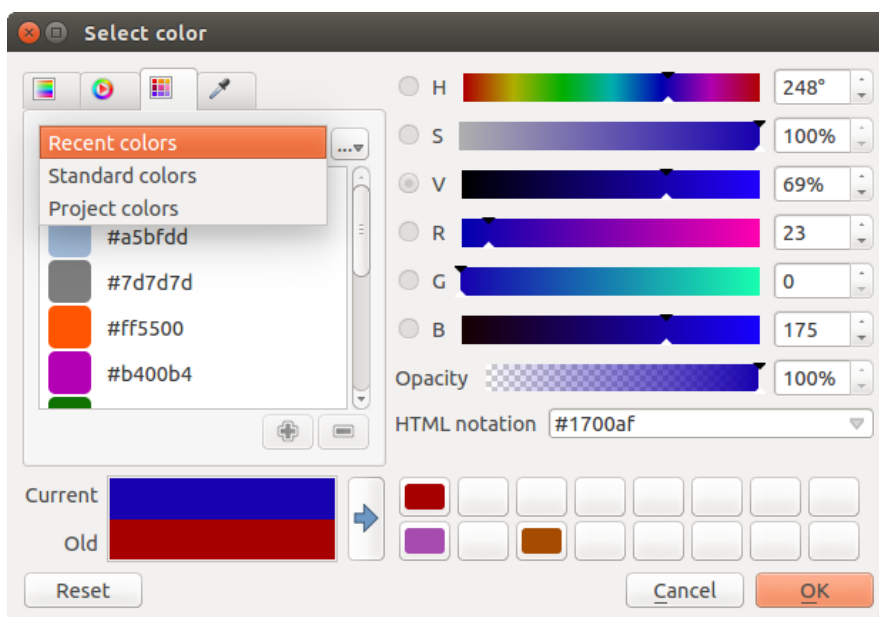 Select color
Recent colors
...
Standard colors
Project colors
#a5bfdd
#7d7d7d
#ff5500
#b400b4
H 248°
S 100%
V 69%
R 23
G 0
B 175
Opacity 100%
HTML notation #1700af
Current
Old
Reset
Cancel
OK